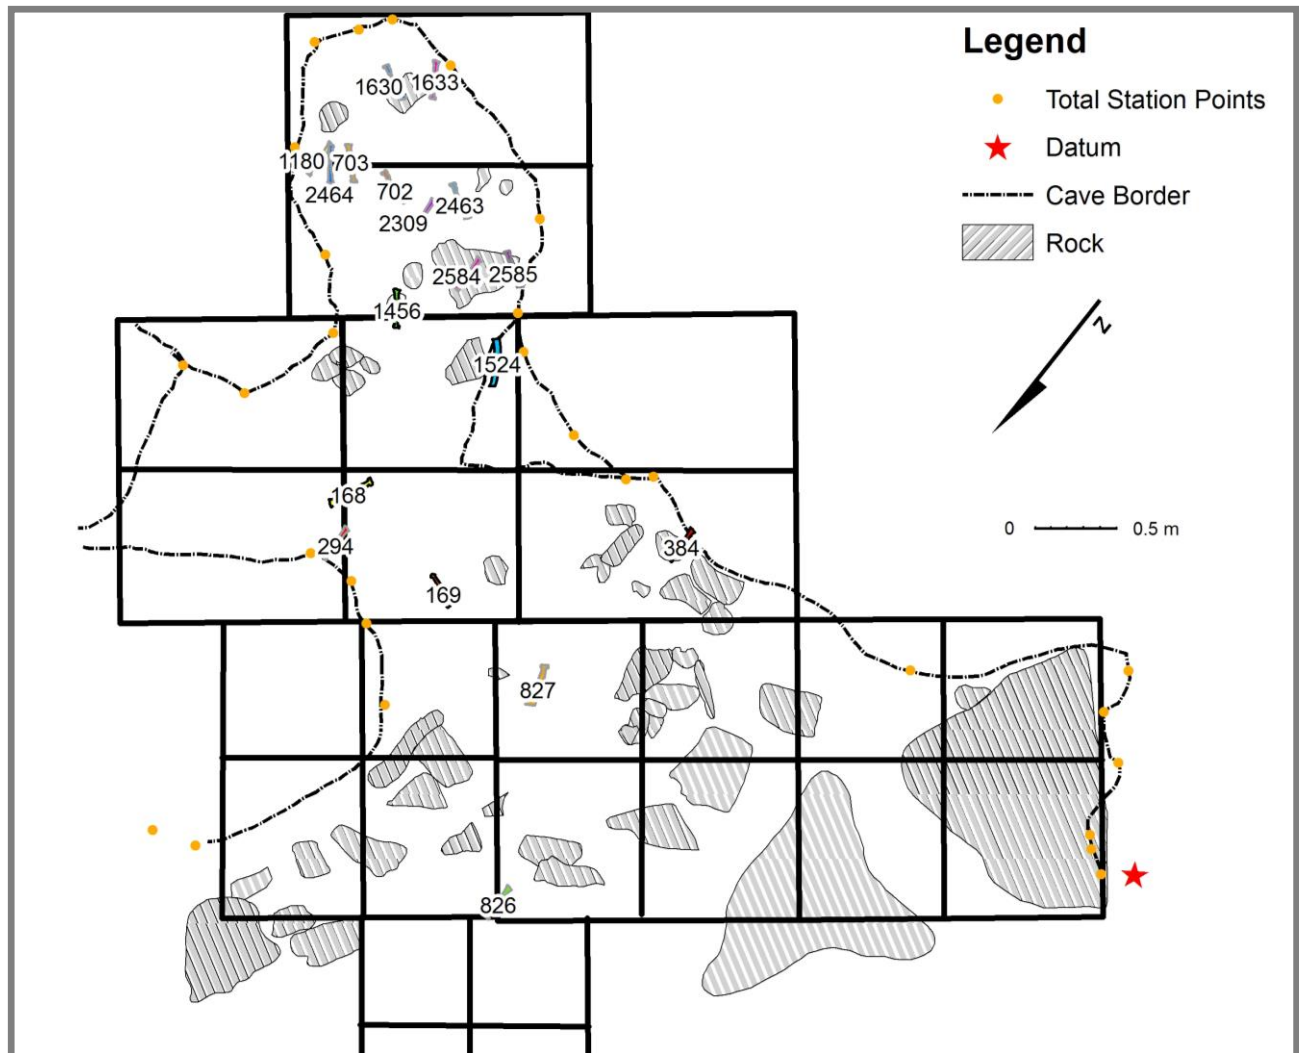 Legend
Total Station Points
Datum
Cave Border
Rock
N
0 0.5 m
1630 1633
1180 703
2464 702
2463
2309
2584 2585
1456
1524
168
294
384
169
827
826